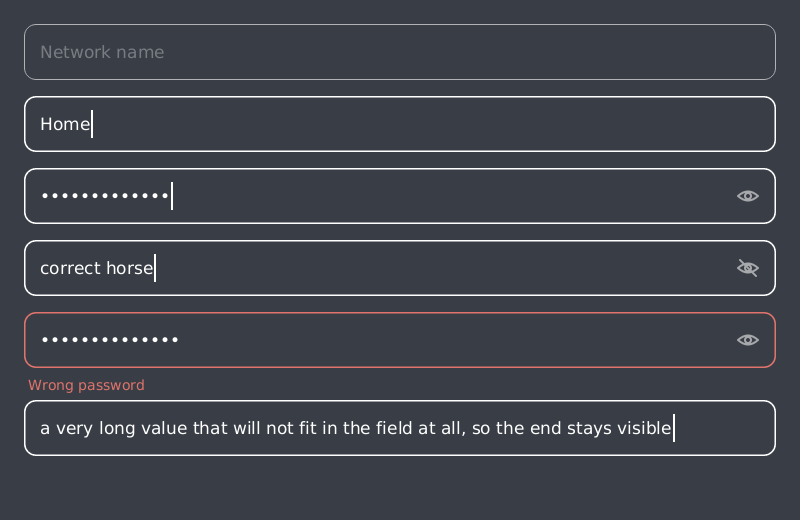 Network name
Home
•••••••••••••
correct horse
••••••••••••••
Wrong password
a very long value that will not fit in the field at all, so the end stays visible